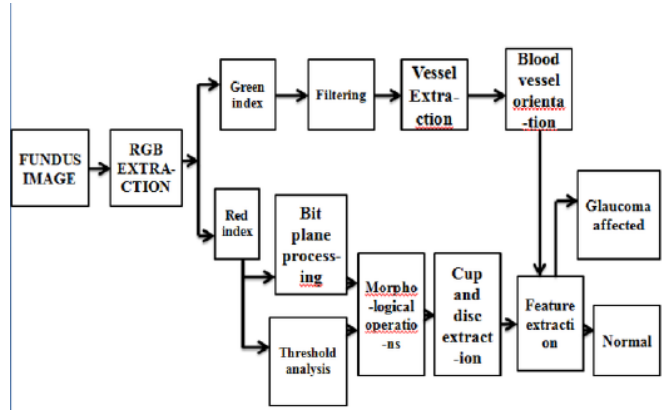 FUNDUS
IMAGE
RGB
EXTRA-
CTION
Green
index
Filtering
Vessel
Extra-
ction
Blood
vessel
orienta
-tion
Red
index
Bit
plane
process-
ing
Threshold
analysis
Morpho
-logical
operatio
-ns
Cup
and
disc
extract
-ion
Feature
extracti
on
Glaucoma
affected
Normal